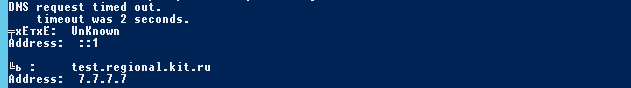 DNS request timed out.
timeout was 2 seconds.
╤хЁтхЁ: UnKnown
Address: ::1
╚ь : test.regional.kit.ru
Address: 7.7.7.7